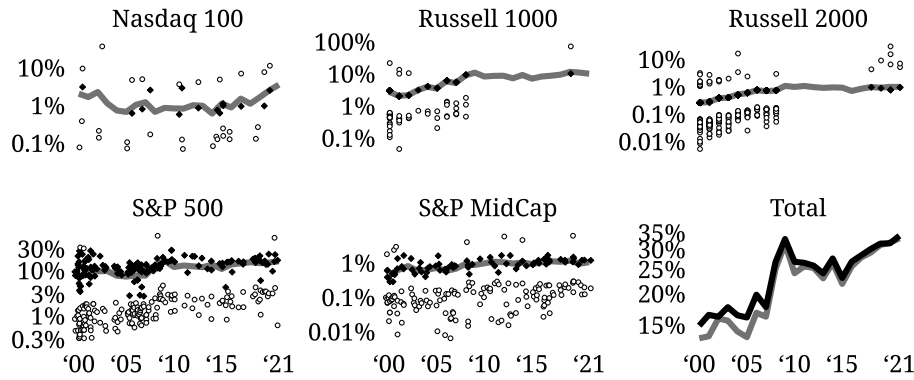 Nasdaq 100
10%
1%
0.1%
Russell 1000
100%
10%
1%
0.1%
Russell 2000
10%
1%
0.1%
0.01%
S&P 500
30%
10%
3%
1%
0.3%
‘00 ‘05 ‘10 ‘15 ‘21
S&P MidCap
1%
0.1%
0.01%
‘00 ‘05 ‘10 ‘15 ‘21
Total
35%
30%
25%
20%
15%
‘00 ‘05 ‘10 ‘15 ‘21